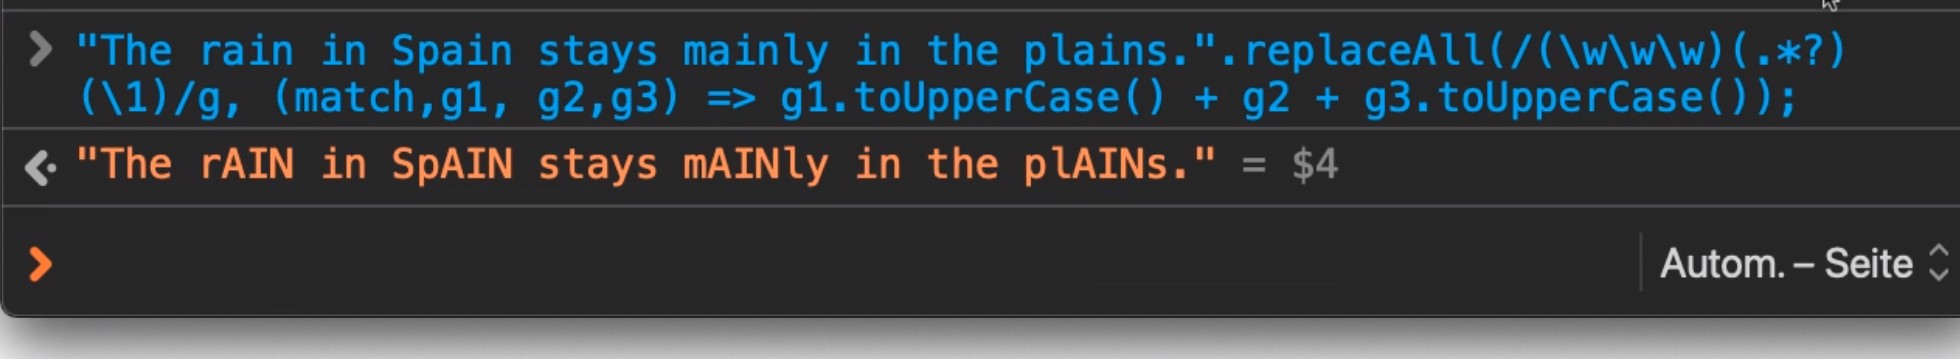 "The rain in Spain stays mainly in the plains.".replaceAll(/(\w\w\w)(.*?)
(\1)/g, (match,g1, g2,g3) => g1.toUpperCase() + g2 + g3.toUpperCase());
"The rAIN in SpAIN stays mAINly in the plAINs." = $4
Autom. – Seite